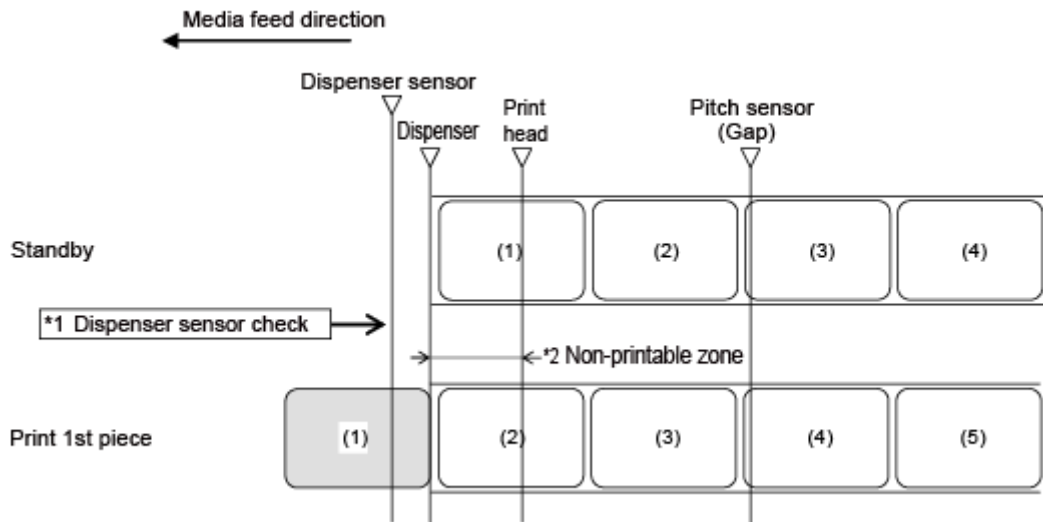 Media feed direction
Dispenser sensor
Dispenser
Print
head
Pitch sensor
(Gap)
Standby
(1)
(2)
(3)
(4)
*1 Dispenser sensor check
*2 Non-printable zone
Print 1st piece
(1)
(2)
(3)
(4)
(5)